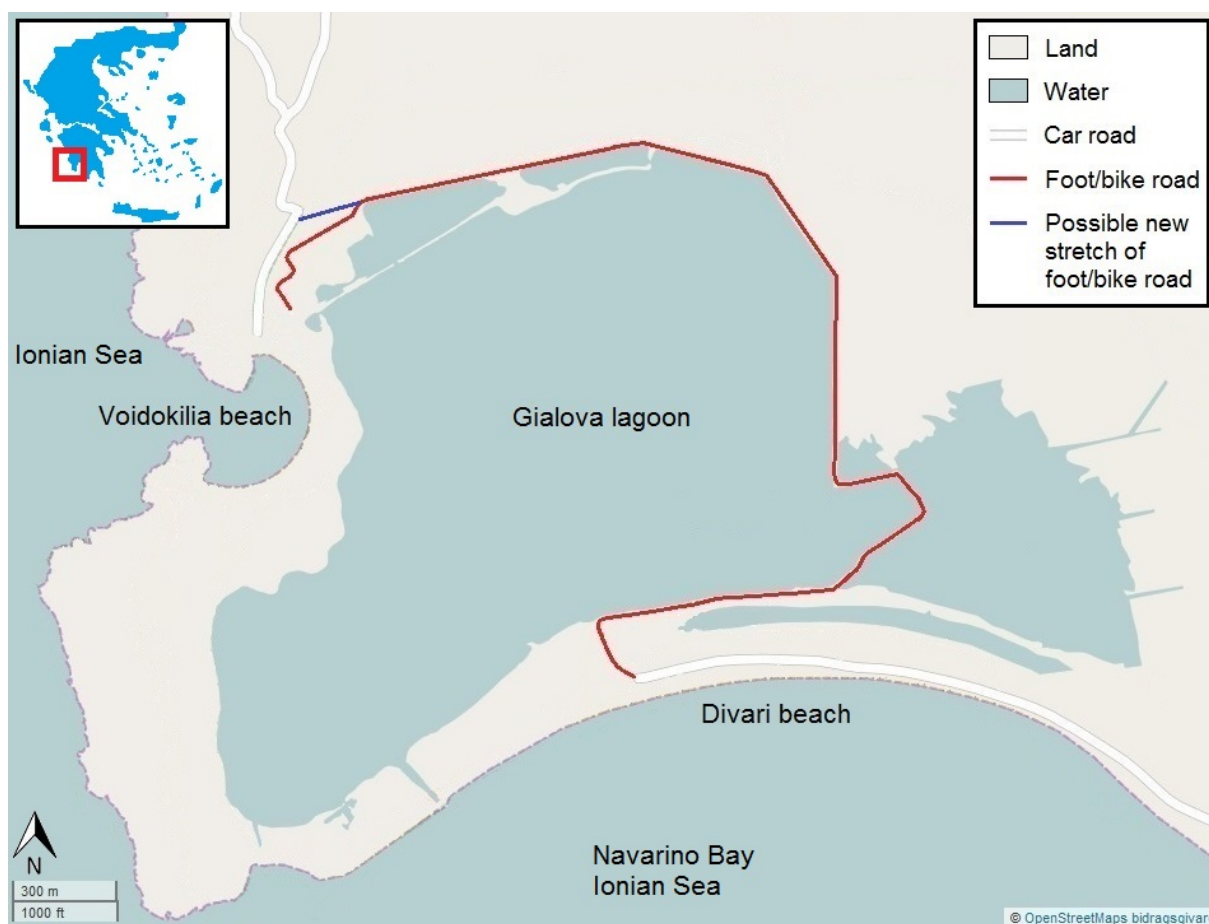 Land
Water
Car road
Foot/bike road
Possible new
stretch of
foot/bike road
Ionian Sea
Voidokilia beach
Gialova lagoon
Divari beach
Navarino Bay
Ionian Sea
N
300 m
1000 ft
© OpenStreetMaps bidragsgivare